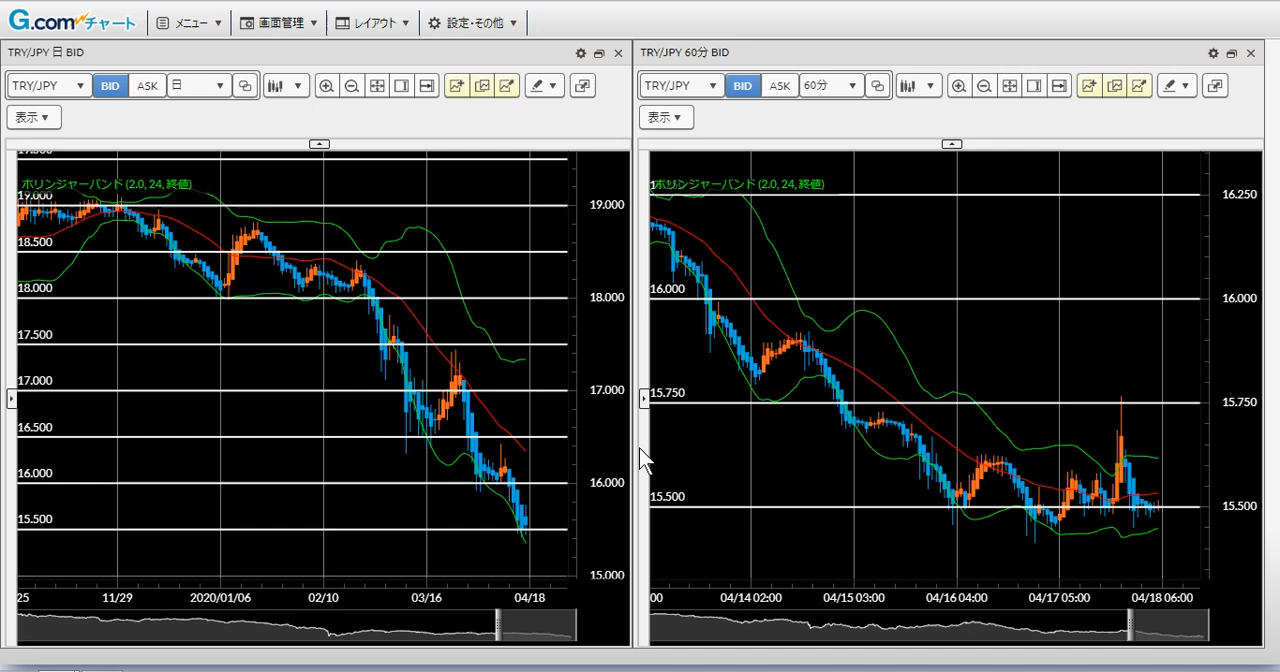 G.comチャート メニュー ▼ 画面管理 ▼ レイアウト ▼ 設定・その他 ▼
TRY/JPY 日 BID
TRY/JPY ▼ BID ASK 日 ▼
表示 ▼
ボリンジャーバンド (2.0, 24, 終値)
17.500
19.000
18.500
18.000
17.500
17.000
16.500
16.000
15.500
19.000
18.000
17.000
16.000
15.000
25 11/29 2020/01/06 02/10 03/16 04/18
TRY/JPY 60分 BID
TRY/JPY ▼ BID ASK 60分 ▼
表示 ▼
ボリンジャーバンド (2.0, 24, 終値)
16.000
15.750
15.500
16.250
16.000
15.750
15.500
00 04/14 02:00 04/15 03:00 04/16 04:00 04/17 05:00 04/18 06:00